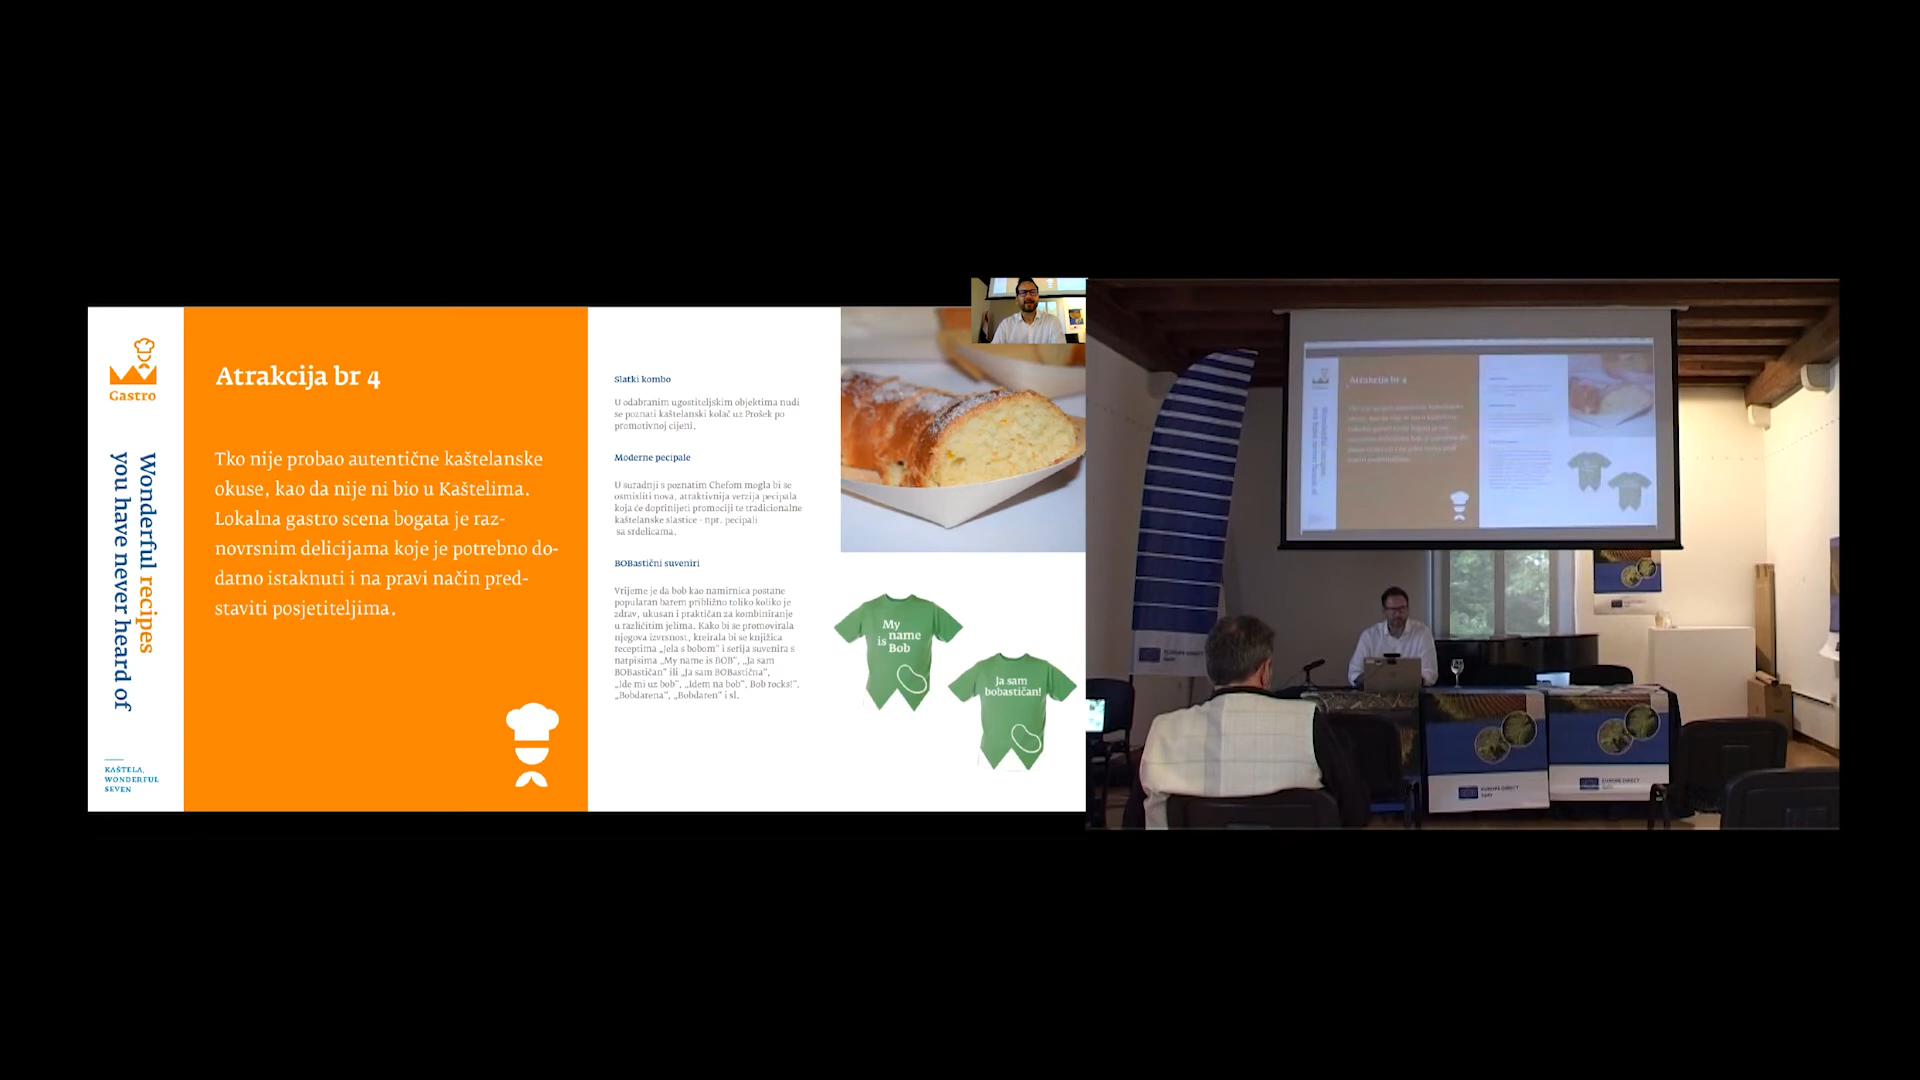 Gastro
Wonderful recipes
you have never heard of
KAŠTELA,
WONDERFUL
SEVEN
Atrakcija br 4
Tko nije probao autentične kaštelanske
okuse, kao da nije ni bio u Kaštelima.
Lokalna gastro scena bogata je raz-
novrsnim delicijama koje je potrebno do-
datno istaknuti i na pravi način pred-
staviti posjetiteljima.
Slatki kombo
U odabranim ugostiteljskim objektima nudi
se poznati kaštelanski kolač uz Prošek po
promotivnoj cijeni.
Moderne pecipale
U suradnji s poznatim Chefom mogla bi se
osmisliti nova, atraktivnija verzija pecipala
koja će doprinijeti promociji te tradicionalne
kaštelanske slastice - npr. pecipali
sa srdelicama.
BOBastični suveniri
Vrijeme je da bob kao namirnica postane
popularan barem približno toliko koliko je
zdrav, ukusan i praktičan za kombiniranje
u različitim jelima. Kako bi se promovirala
njegova izvrsnost, kreirala bi se knjižica
receptima „Jela s bobom" i serija suvenira s
natpisima „My name is BOB", „Ja sam
BOBastičan" ili „Ja sam BOBastična",
„Ide mi uz bob", „Idem na bob", Bob rocks!",
„Bobdarena", „Bobdaren" i sl.
My
name
is Bob
Ja sam
bobastičan!
Atrakcija br 4
EUROPE DIRECT
EUROPE DIRECT
EUROPE DIRECT